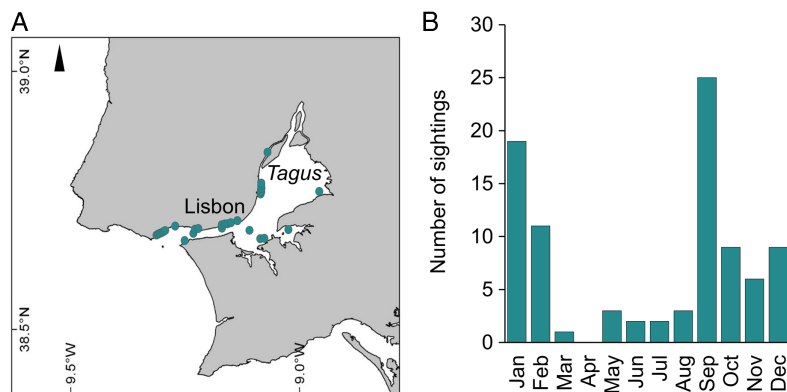 A
39.0°N
Tagus
Lisbon
38.5°N
9.5°W
9.0°W
B
Number of sightings
30
25
20
15
10
5
0
Jan
Feb
Mar
Apr
May
Jun
Jul
Aug
Sep
Oct
Nov
Dec